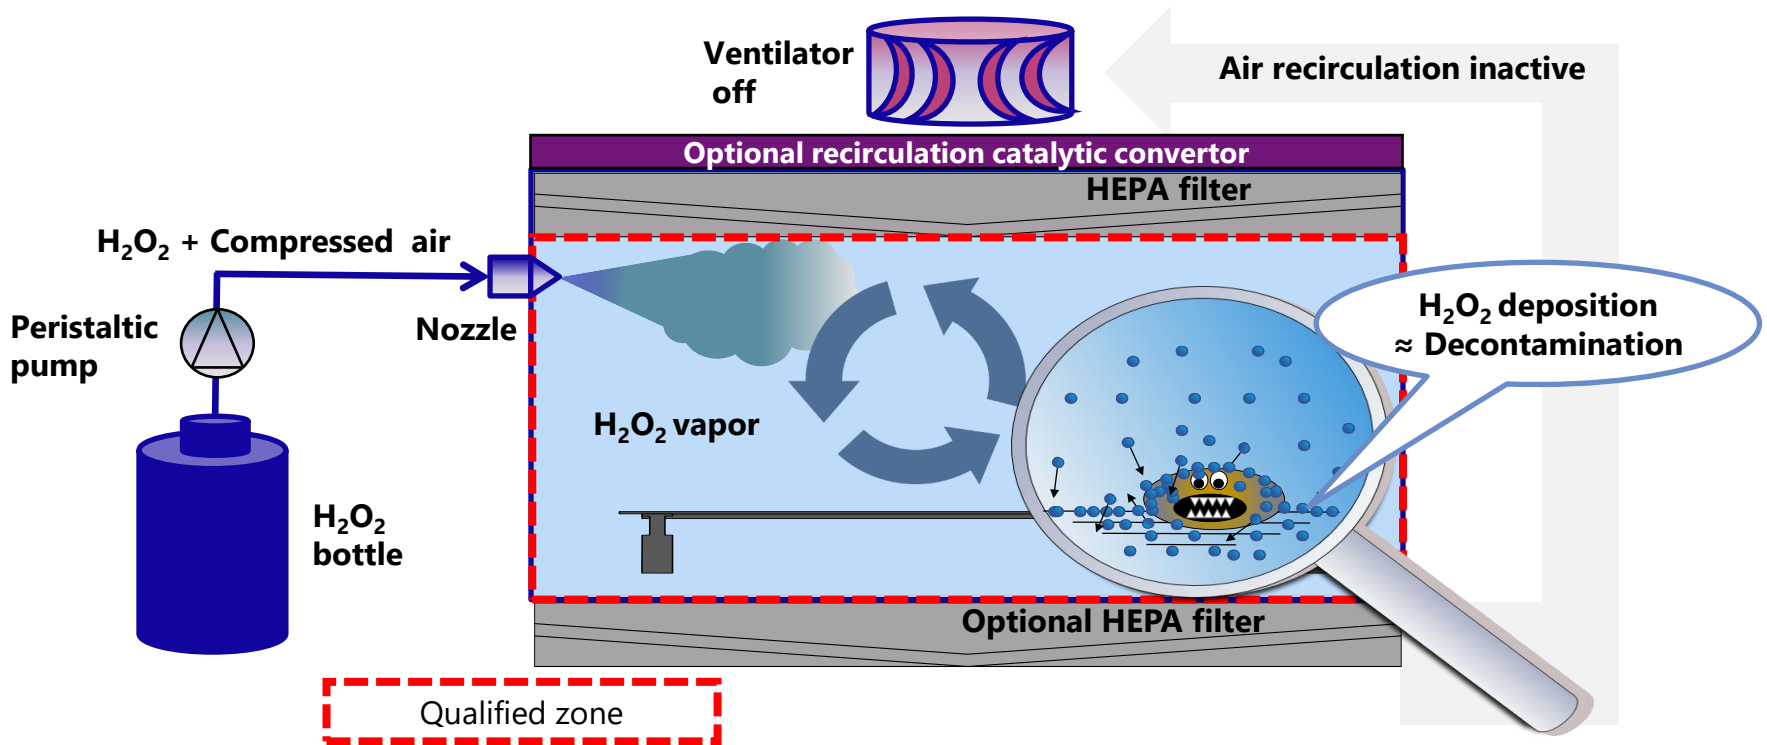 Ventilator
off
Air recirculation inactive
Optional recirculation catalytic convertor
HEPA filter
H₂O₂ + Compressed air
Peristaltic
pump
Nozzle
H₂O₂ deposition
≈ Decontamination
H₂O₂ vapor
H₂O₂
bottle
Optional HEPA filter
Qualified zone